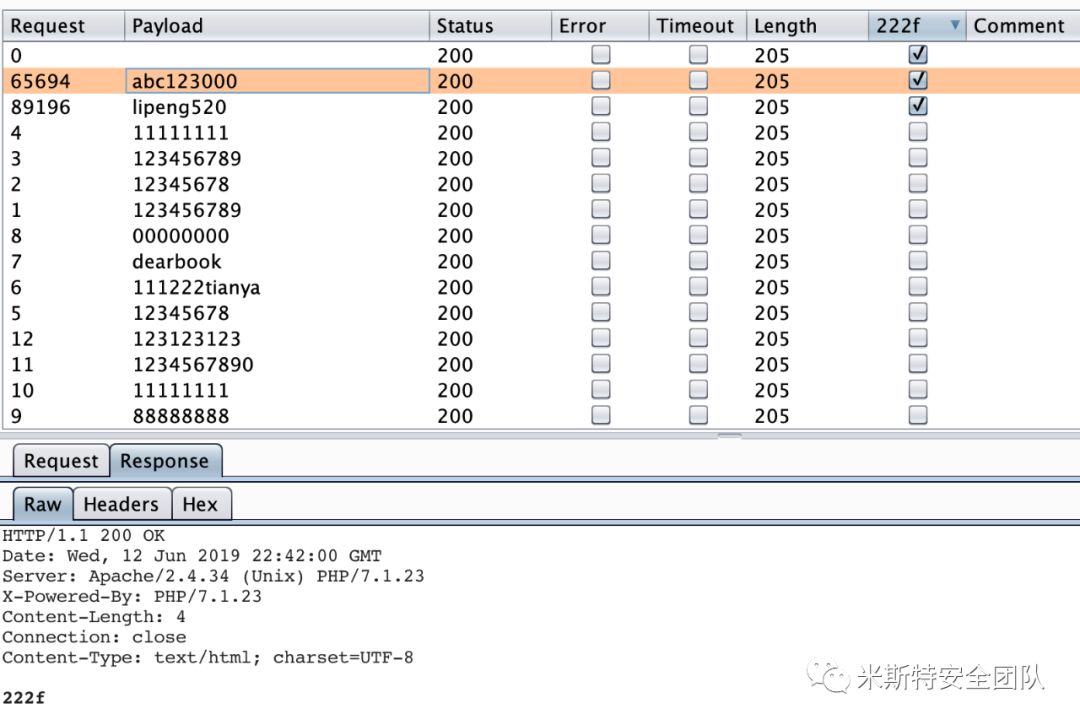 Request Payload Status Error Timeout Length 222f Comment
0 200 205
65694 abc123000 200 205
89196 lipeng520 200 205
4 11111111 200 205
3 123456789 200 205
2 12345678 200 205
1 123456789 200 205
8 00000000 200 205
7 dearbook 200 205
6 111222tianya 200 205
5 12345678 200 205
12 123123123 200 205
11 1234567890 200 205
10 11111111 200 205
9 88888888 200 205
Request Response
Raw Headers Hex
HTTP/1.1 200 OK
Date: Wed, 12 Jun 2019 22:42:00 GMT
Server: Apache/2.4.34 (Unix) PHP/7.1.23
X-Powered-By: PHP/7.1.23
Content-Length: 4
Connection: close
Content-Type: text/html; charset=UTF-8
222f
米斯特安全团队